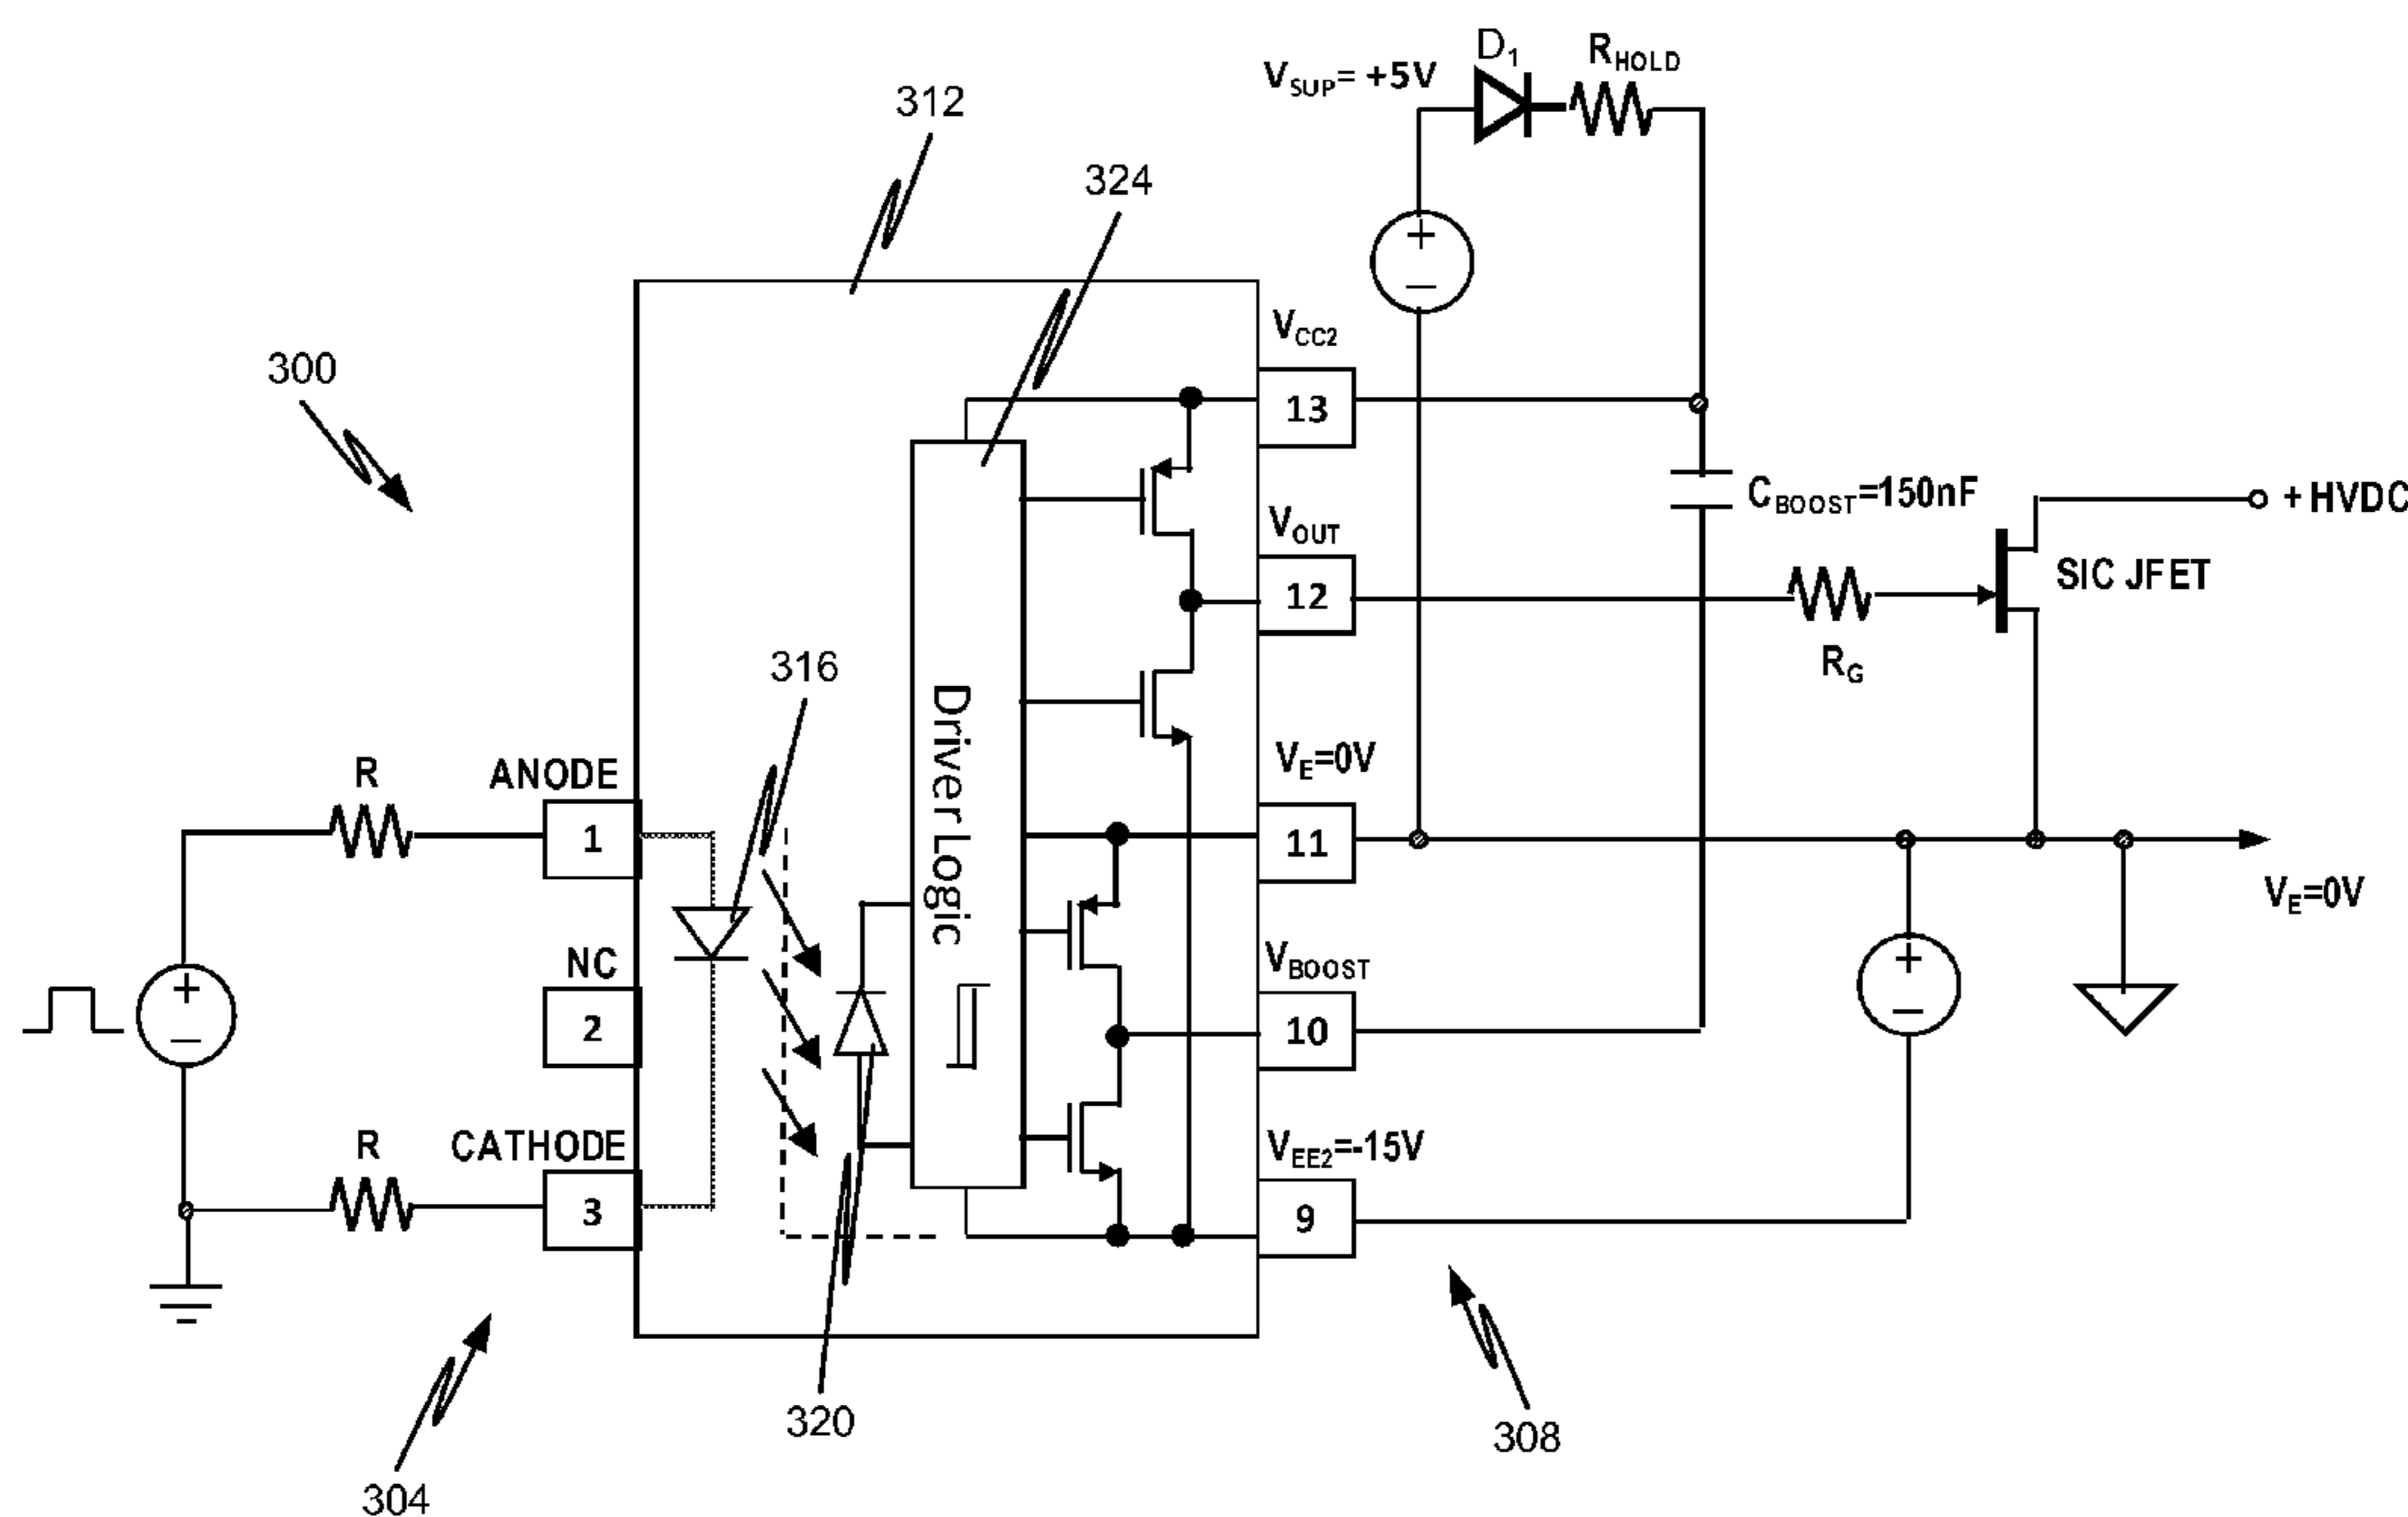 D1
RHOLD
VSUP= +5V
312
324
VCC2
300
13
CBOOST=150nF
+HVDC
VOUT
SIC JFET
12
RG
316
Driver Logic
VE=0V
R
ANODE
1
11
VE=0V
NC
VBOOST
2
10
+
−
+
−
+
−
R
CATHODE
VEE2=-15V
3
9
320
308
304